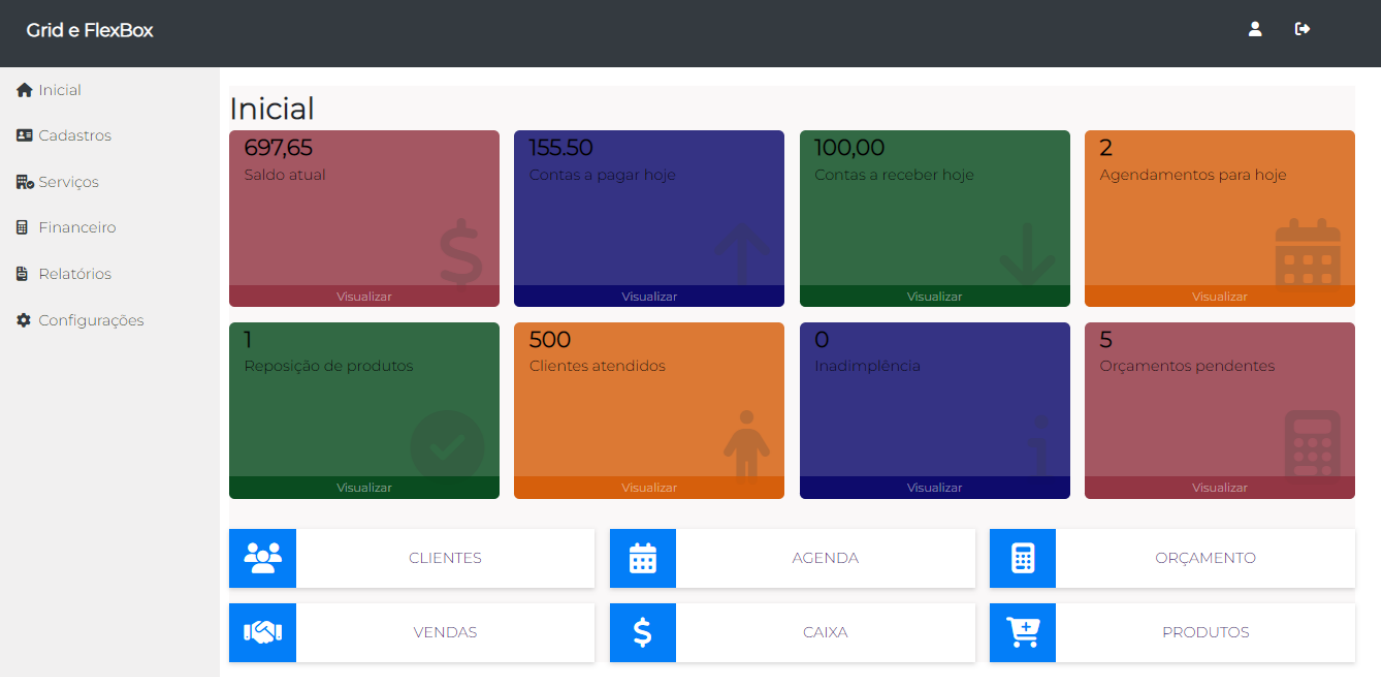 Grid e FlexBox
Inicial
Cadastros
Serviços
Financeiro
Relatórios
Configurações
Inicial
697,65
Saldo atual
Visualizar
155.50
Contas a pagar hoje
Visualizar
100,00
Contas a receber hoje
Visualizar
2
Agendamentos para hoje
Visualizar
1
Reposição de produtos
Visualizar
500
Clientes atendidos
Visualizar
0
Inadimplência
Visualizar
5
Orçamentos pendentes
Visualizar
CLIENTES
AGENDA
ORÇAMENTO
VENDAS
CAIXA
PRODUTOS